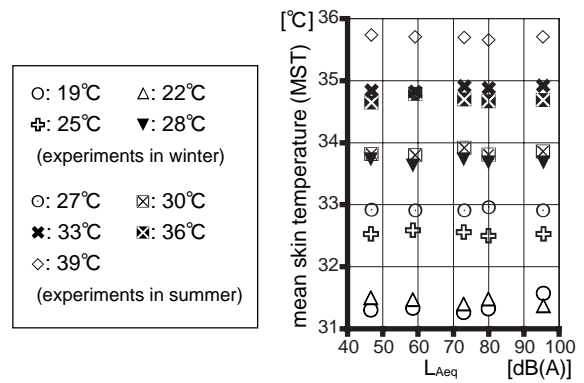 ○: 19℃ △: 22℃
✚: 25℃ ▼: 28℃
(experiments in winter)
⊙: 27℃ ⊠: 30℃
✖: 33℃ ⊠: 36℃
◇: 39℃
(experiments in summer)
[℃]
mean skin temperature (MST)
36
35
34
33
32
31
40 50 60 70 80 90 100
LAeq [dB(A)]